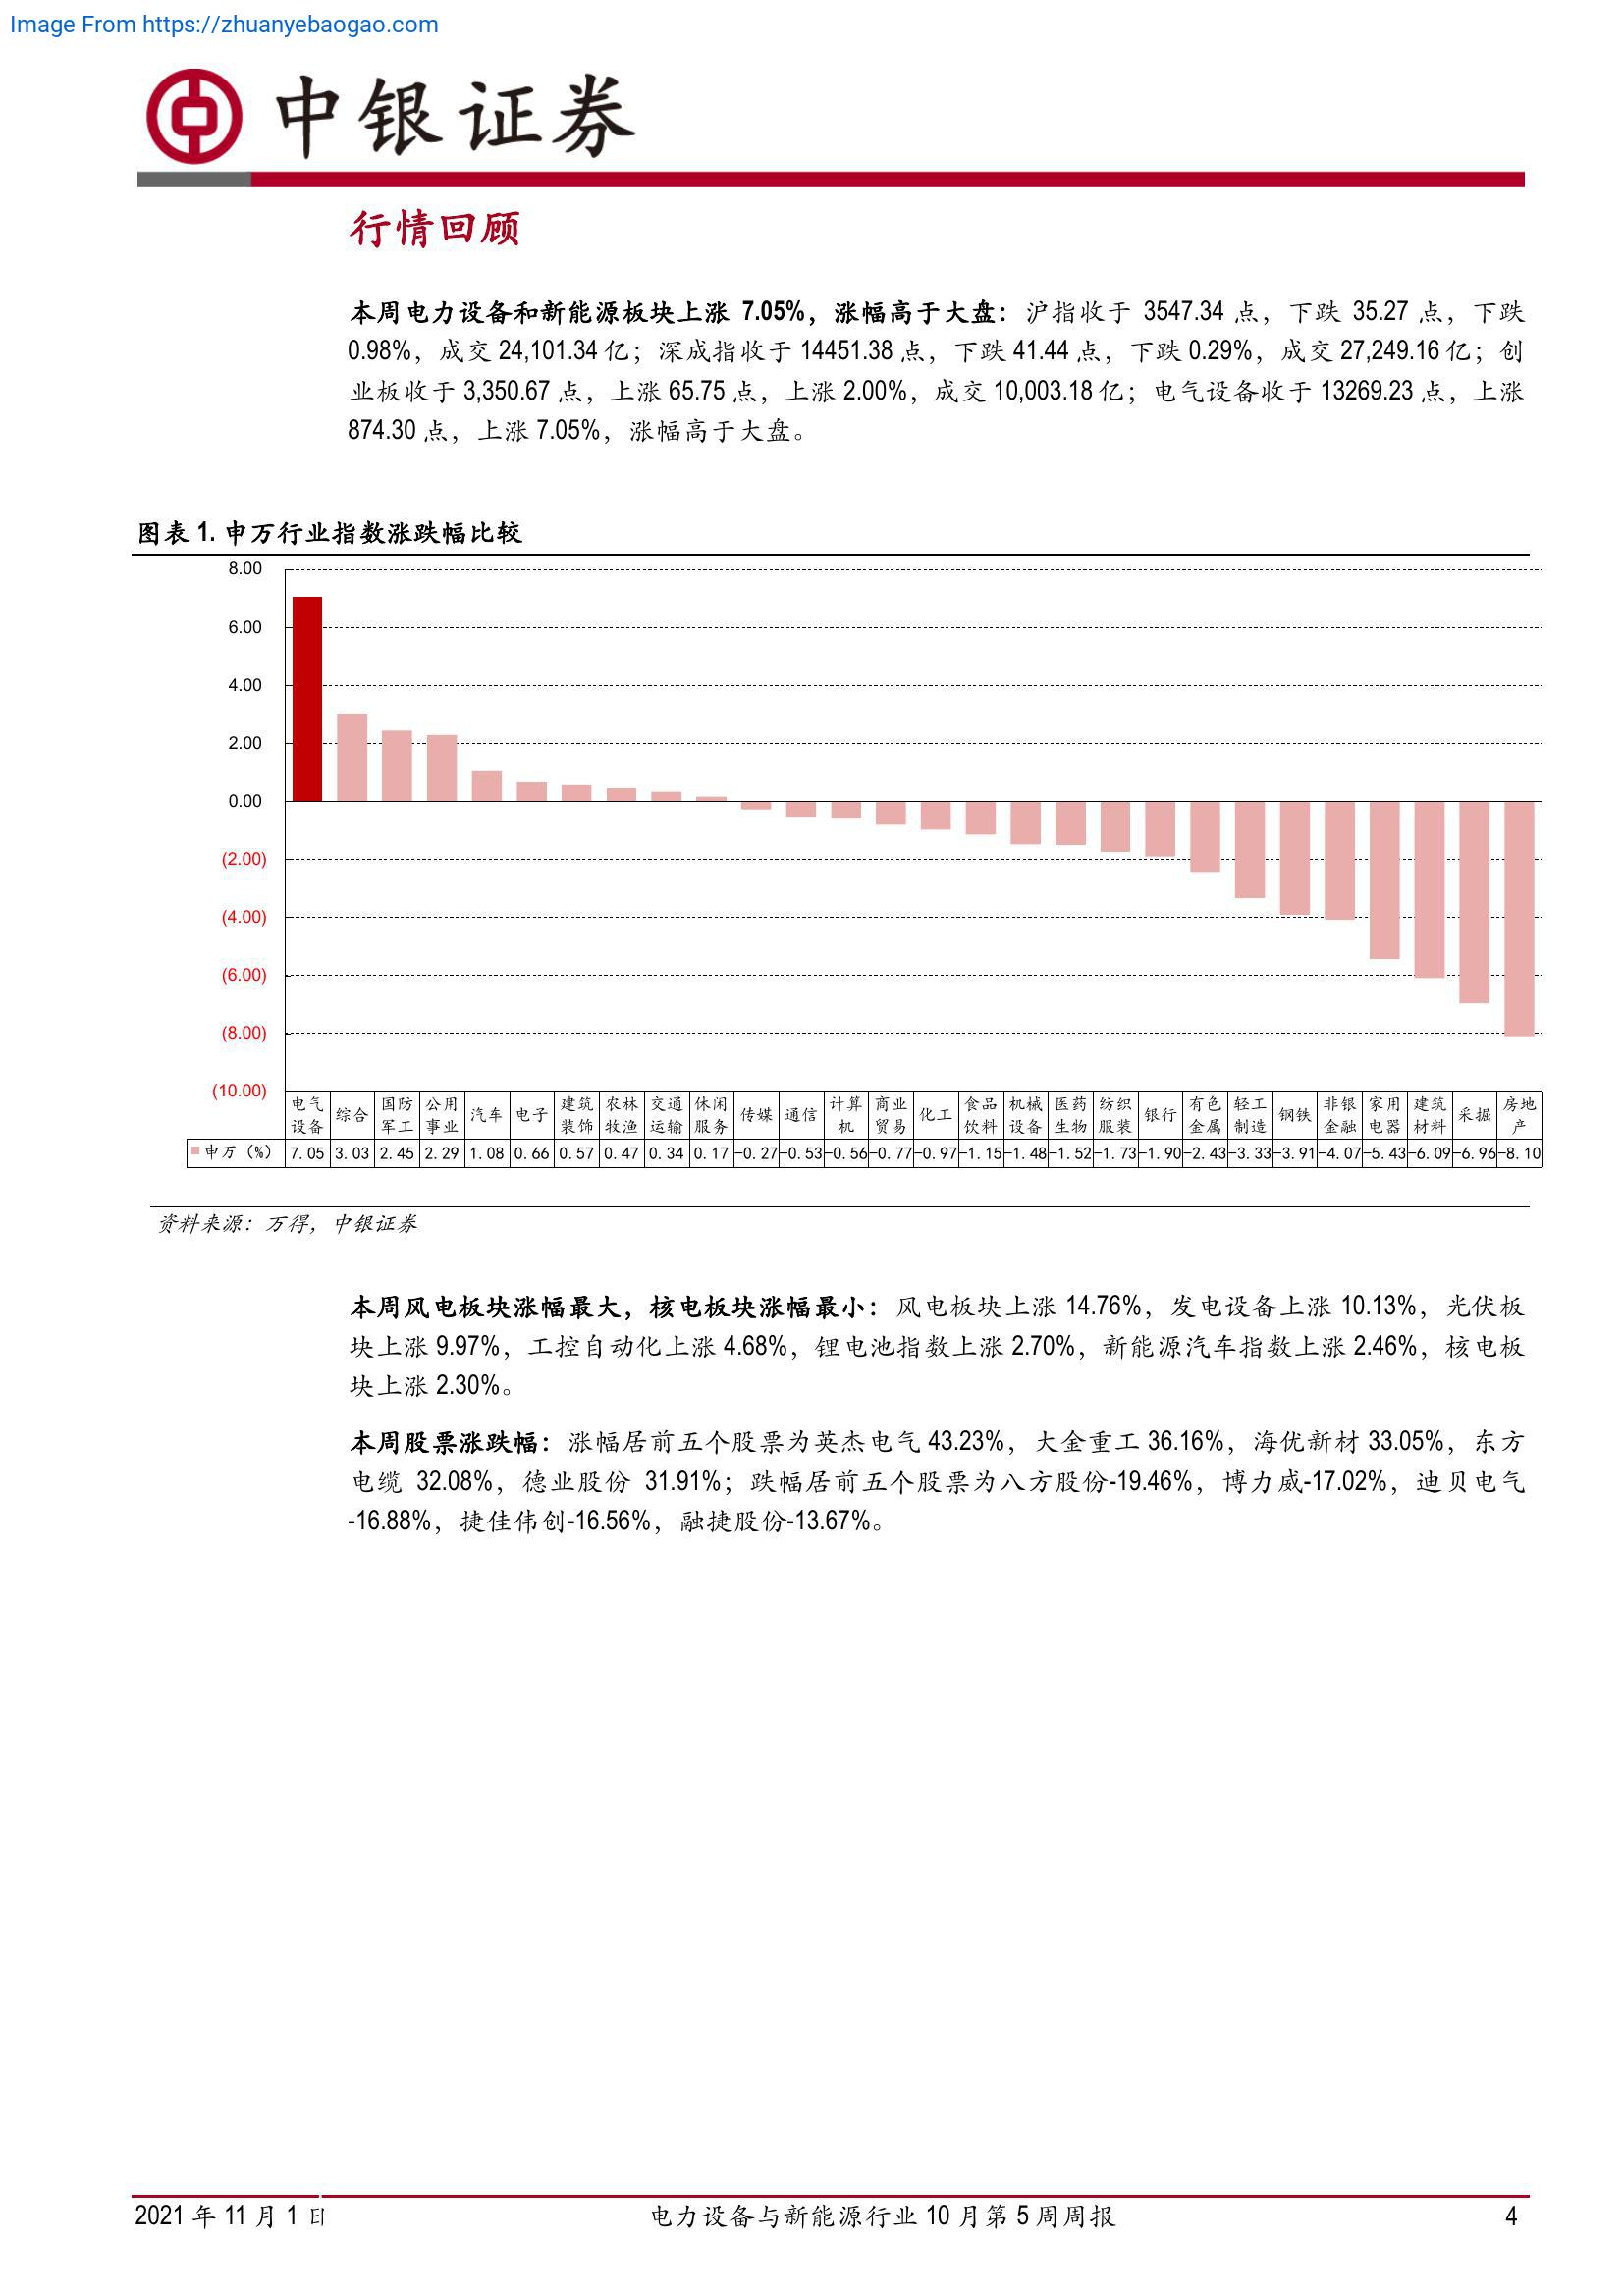 Image From https://zhuanyebaogao.com
中银证券
行情回顾
本周电力设备和新能源板块上涨 7.05%，涨幅高于大盘：沪指收于 3547.34 点，下跌 35.27 点，下跌
0.98%，成交 24,101.34 亿；深成指收于 14451.38 点，下跌 41.44 点，下跌 0.29%，成交 27,249.16 亿；创
业板收于 3,350.67 点，上涨 65.75 点，上涨 2.00%，成交 10,003.18 亿；电气设备收于 13269.23 点，上涨
874.30 点，上涨 7.05%，涨幅高于大盘。
图表 1. 申万行业指数涨跌幅比较
8.00
6.00
4.00
2.00
0.00
(2.00)
(4.00)
(6.00)
(8.00)
(10.00)
电气 国防 公用 建筑 农林 交通 休闲 计算 商业 食品 机械 医药 纺织 有色 轻工 非银 家用 建筑 房地
综合 汽车 电子 传媒 通信 化工 银行 钢铁 采掘
设备 军工 事业 装饰 牧渔 运输 服务 机 贸易 饮料 设备 生物 服装 金属 制造 金融 电器 材料 产
申万（%） 7.05 3.03 2.45 2.29 1.08 0.66 0.57 0.47 0.34 0.17 -0.27 -0.53 -0.56 -0.77 -0.97 -1.15 -1.48 -1.52 -1.73 -1.90 -2.43 -3.33 -3.91 -4.07 -5.43 -6.09 -6.96 -8.10
资料来源：万得，中银证券
本周风电板块涨幅最大，核电板块涨幅最小：风电板块上涨 14.76%，发电设备上涨 10.13%，光伏板
块上涨 9.97%，工控自动化上涨 4.68%，锂电池指数上涨 2.70%，新能源汽车指数上涨 2.46%，核电板
块上涨 2.30%。
本周股票涨跌幅：涨幅居前五个股票为英杰电气 43.23%，大金重工 36.16%，海优新材 33.05%，东方
电缆 32.08%，德业股份 31.91%；跌幅居前五个股票为八方股份-19.46%，博力威-17.02%，迪贝电气
-16.88%，捷佳伟创-16.56%，融捷股份-13.67%。
2021 年 11 月 1 日 电力设备与新能源行业 10 月第 5 周周报 4